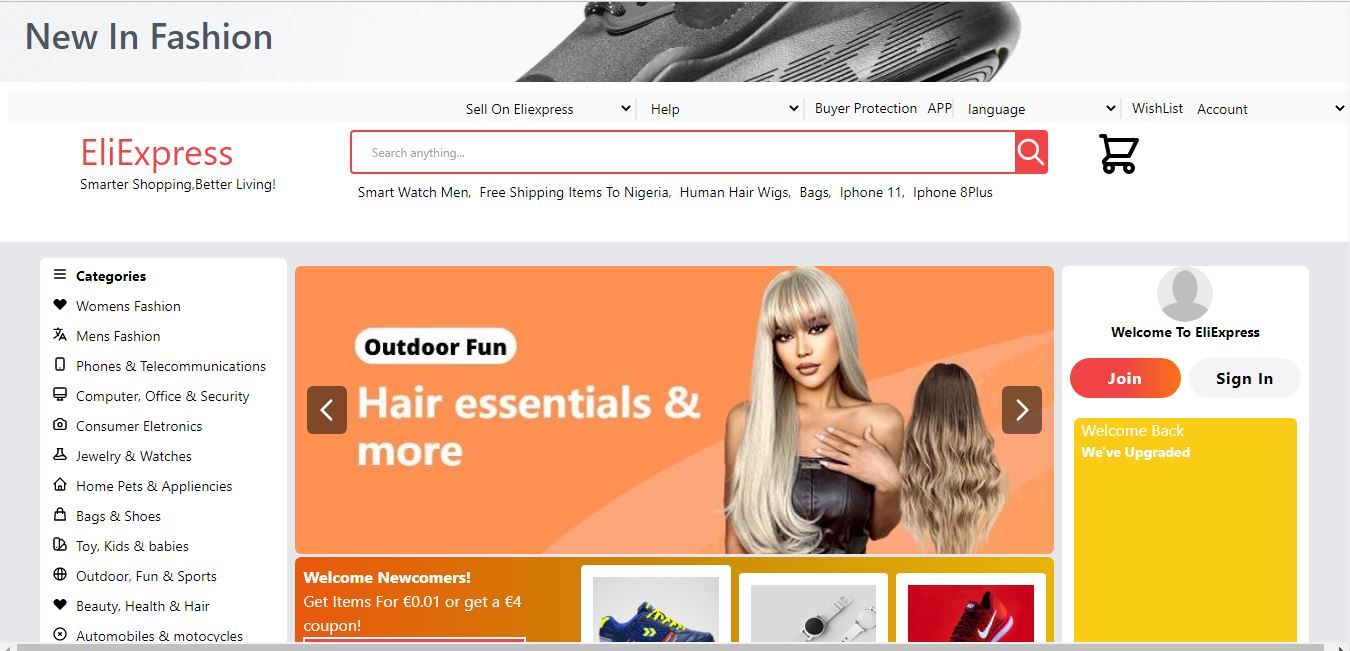 New In Fashion
Sell On Eliexpress Help Buyer Protection APP language WishList Account
EliExpress
Smarter Shopping,Better Living!
Search anything...
Smart Watch Men, Free Shipping Items To Nigeria, Human Hair Wigs, Bags, Iphone 11, Iphone 8Plus
Categories
Womens Fashion
Mens Fashion
Phones & Telecommunications
Computer, Office & Security
Consumer Eletronics
Jewelry & Watches
Home Pets & Appliencies
Bags & Shoes
Toy, Kids & babies
Outdoor, Fun & Sports
Beauty, Health & Hair
Automobiles & motocycles
Outdoor Fun
Hair essentials &
more
Welcome Newcomers!
Get Items For €0.01 or get a €4
coupon!
Welcome To EliExpress
Join Sign In
Welcome Back
We've Upgraded